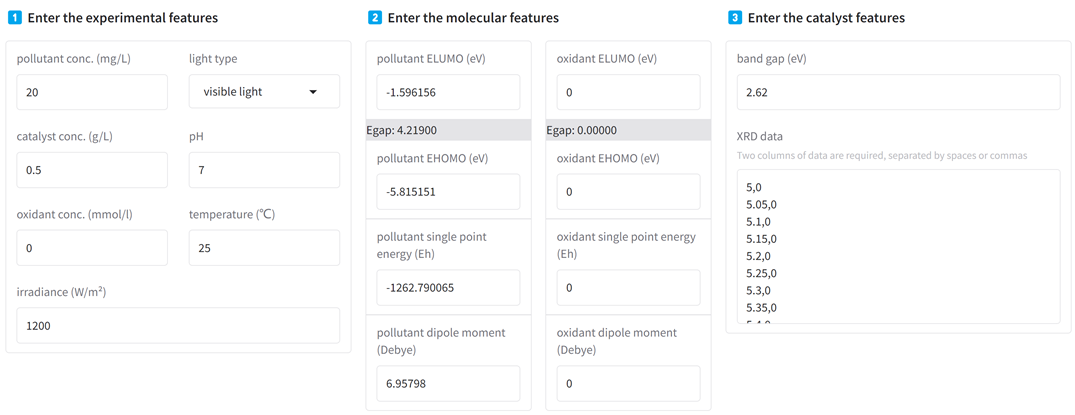 1 Enter the experimental features
pollutant conc. (mg/L)
light type
20
visible light
catalyst conc. (g/L)
pH
0.5
7
oxidant conc. (mmol/l)
temperature (℃)
0
25
irradiance (W/m²)
1200
2 Enter the molecular features
pollutant ELUMO (eV)
-1.596156
Egap: 4.21900
pollutant EHOMO (eV)
-5.815151
pollutant single point
energy (Eh)
-1262.790065
pollutant dipole moment
(Debye)
6.95798
oxidant ELUMO (eV)
0
Egap: 0.00000
oxidant EHOMO (eV)
0
oxidant single point energy
(Eh)
0
oxidant dipole moment
(Debye)
0
3 Enter the catalyst features
band gap (eV)
2.62
XRD data
Two columns of data are required, separated by spaces or commas
5,0
5.05,0
5.1,0
5.15,0
5.2,0
5.25,0
5.3,0
5.35,0